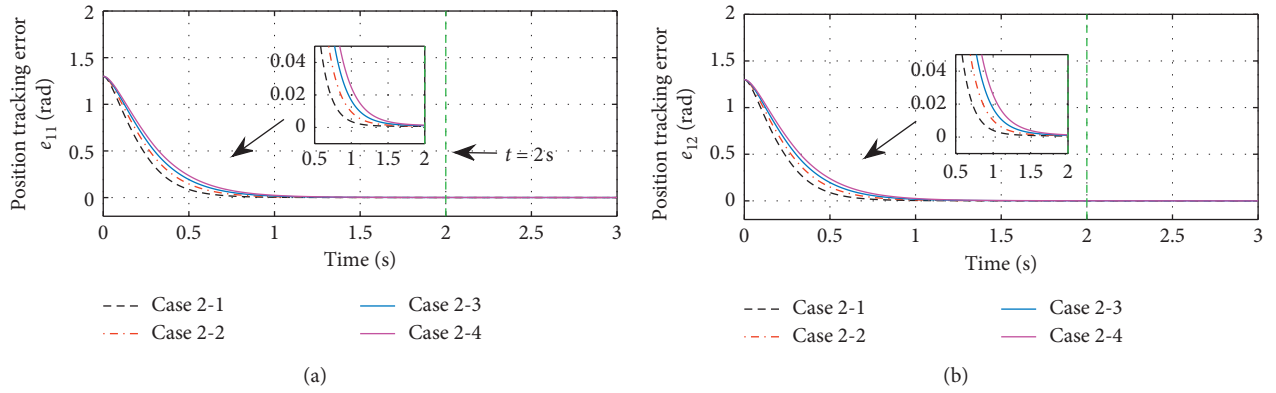 Position tracking error
e11 (rad)
2
1.5
1
0.5
0
0 0.5 1 1.5 2 2.5 3
Time (s)
0.04
0.02
0
0.5 1 1.5 2
t = 2s
Case 2-1
Case 2-2
Case 2-3
Case 2-4
(a)
Position tracking error
e12 (rad)
2
1.5
1
0.5
0
0 0.5 1 1.5 2 2.5 3
Time (s)
0.04
0.02
0
0.5 1 1.5 2
Case 2-1
Case 2-2
Case 2-3
Case 2-4
(b)